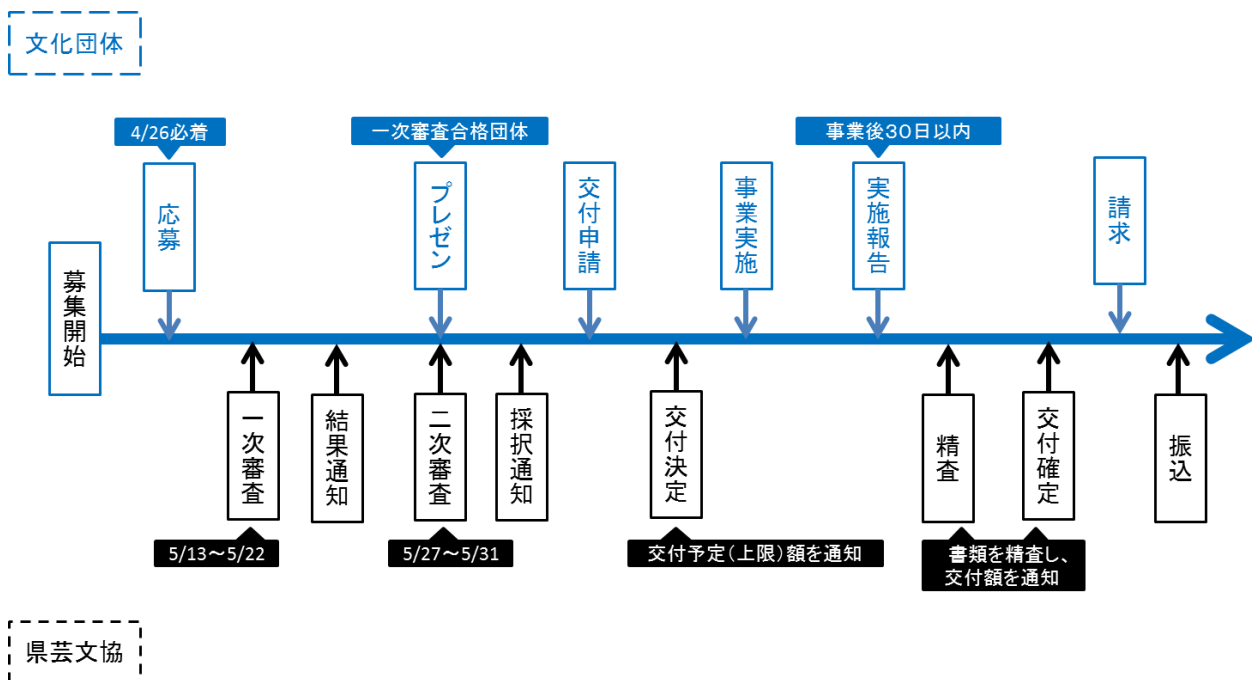 文化団体
4/26必着
一次審査合格団体
事業後30日以内
応募
プレゼン
交付申請
事業実施
実施報告
請求
募集開始
一次審査
結果通知
二次審査
採択通知
交付決定
精査
交付確定
振込
5/13～5/22
5/27～5/31
交付予定(上限)額を通知
書類を精査し、
交付額を通知
県芸文協